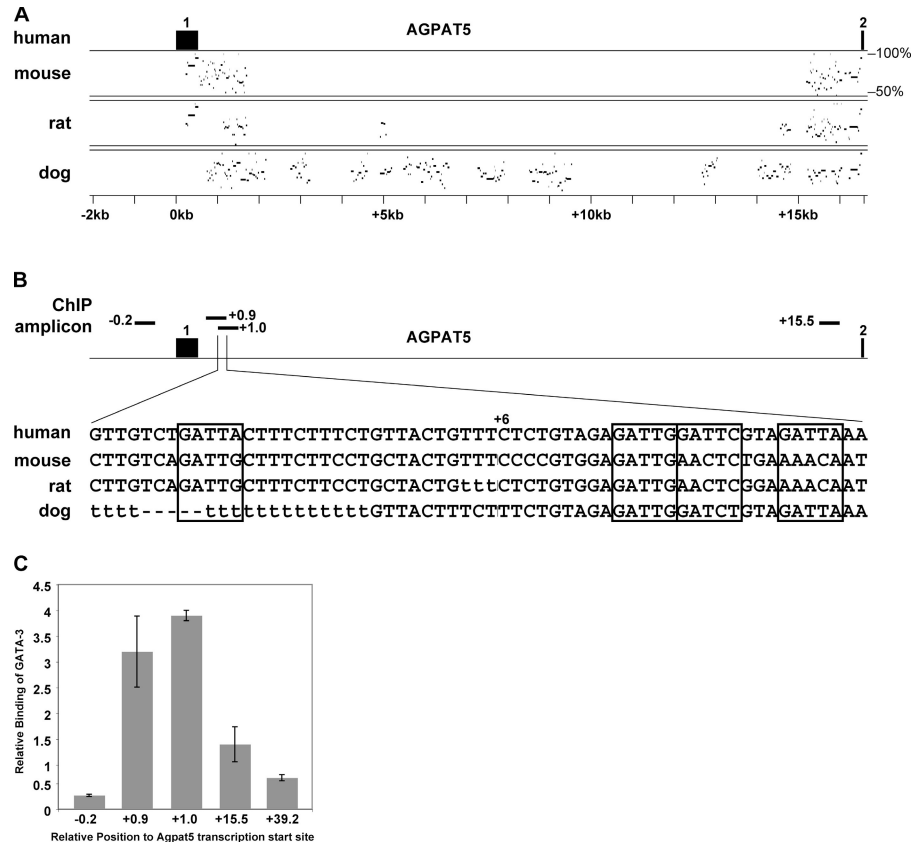 A
human
1
AGPAT5
2
mouse
100%
50%
rat
dog
-2kb 0kb +5kb +10kb +15kb
B
ChIP
amplicon
-0.2
+0.9
+1.0
+15.5
1
AGPAT5
2
+6
human GTTGTCTGATTACTTTCTTTCTGTTACTGTTTCTCTGTAGAGATTGGATTCGTAGATTAAA
mouse CTTGTCAGATTGCTTTCTTCCTGCTACTGTTTCCCCGTGGAGATTGAACTCTGAAAACAAT
rat CTTGTCAGATTGCTTTCTTCCTGCTACTGtttCTCTGTGGAGATTGAACTCGGAAAACAAT
dog tttt-----tttttttttttttGTTACTTTCTTTCTGTAGAGATTGGATCTGTAGATTAAA
C
Relative Binding of GATA-3
4.5
4
3.5
3
2.5
2
1.5
1
0.5
0
-0.2 +0.9 +1.0 +15.5 +39.2
Relative Position to Agpat5 transcription start site